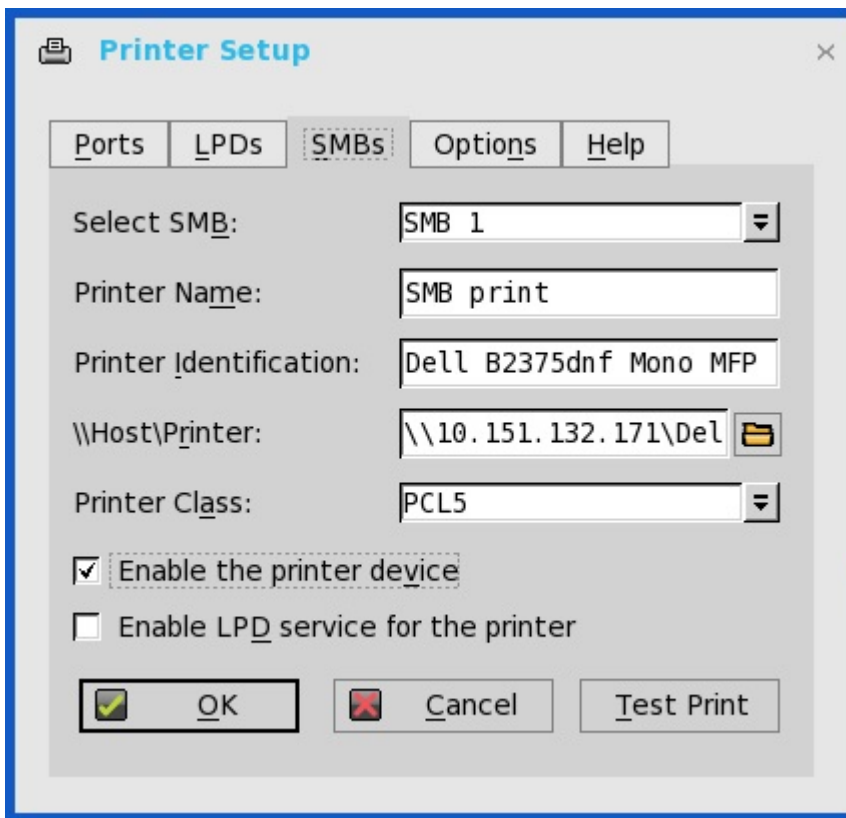 Printer Setup
Ports LPDs SMBs Options Help
Select SMB: SMB 1
Printer Name: SMB print
Printer Identification: Dell B2375dnf Mono MFP
\\Host\Printer: \\10.151.132.171\Del
Printer Class: PCL5
Enable the printer device
Enable LPD service for the printer
OK Cancel Test Print